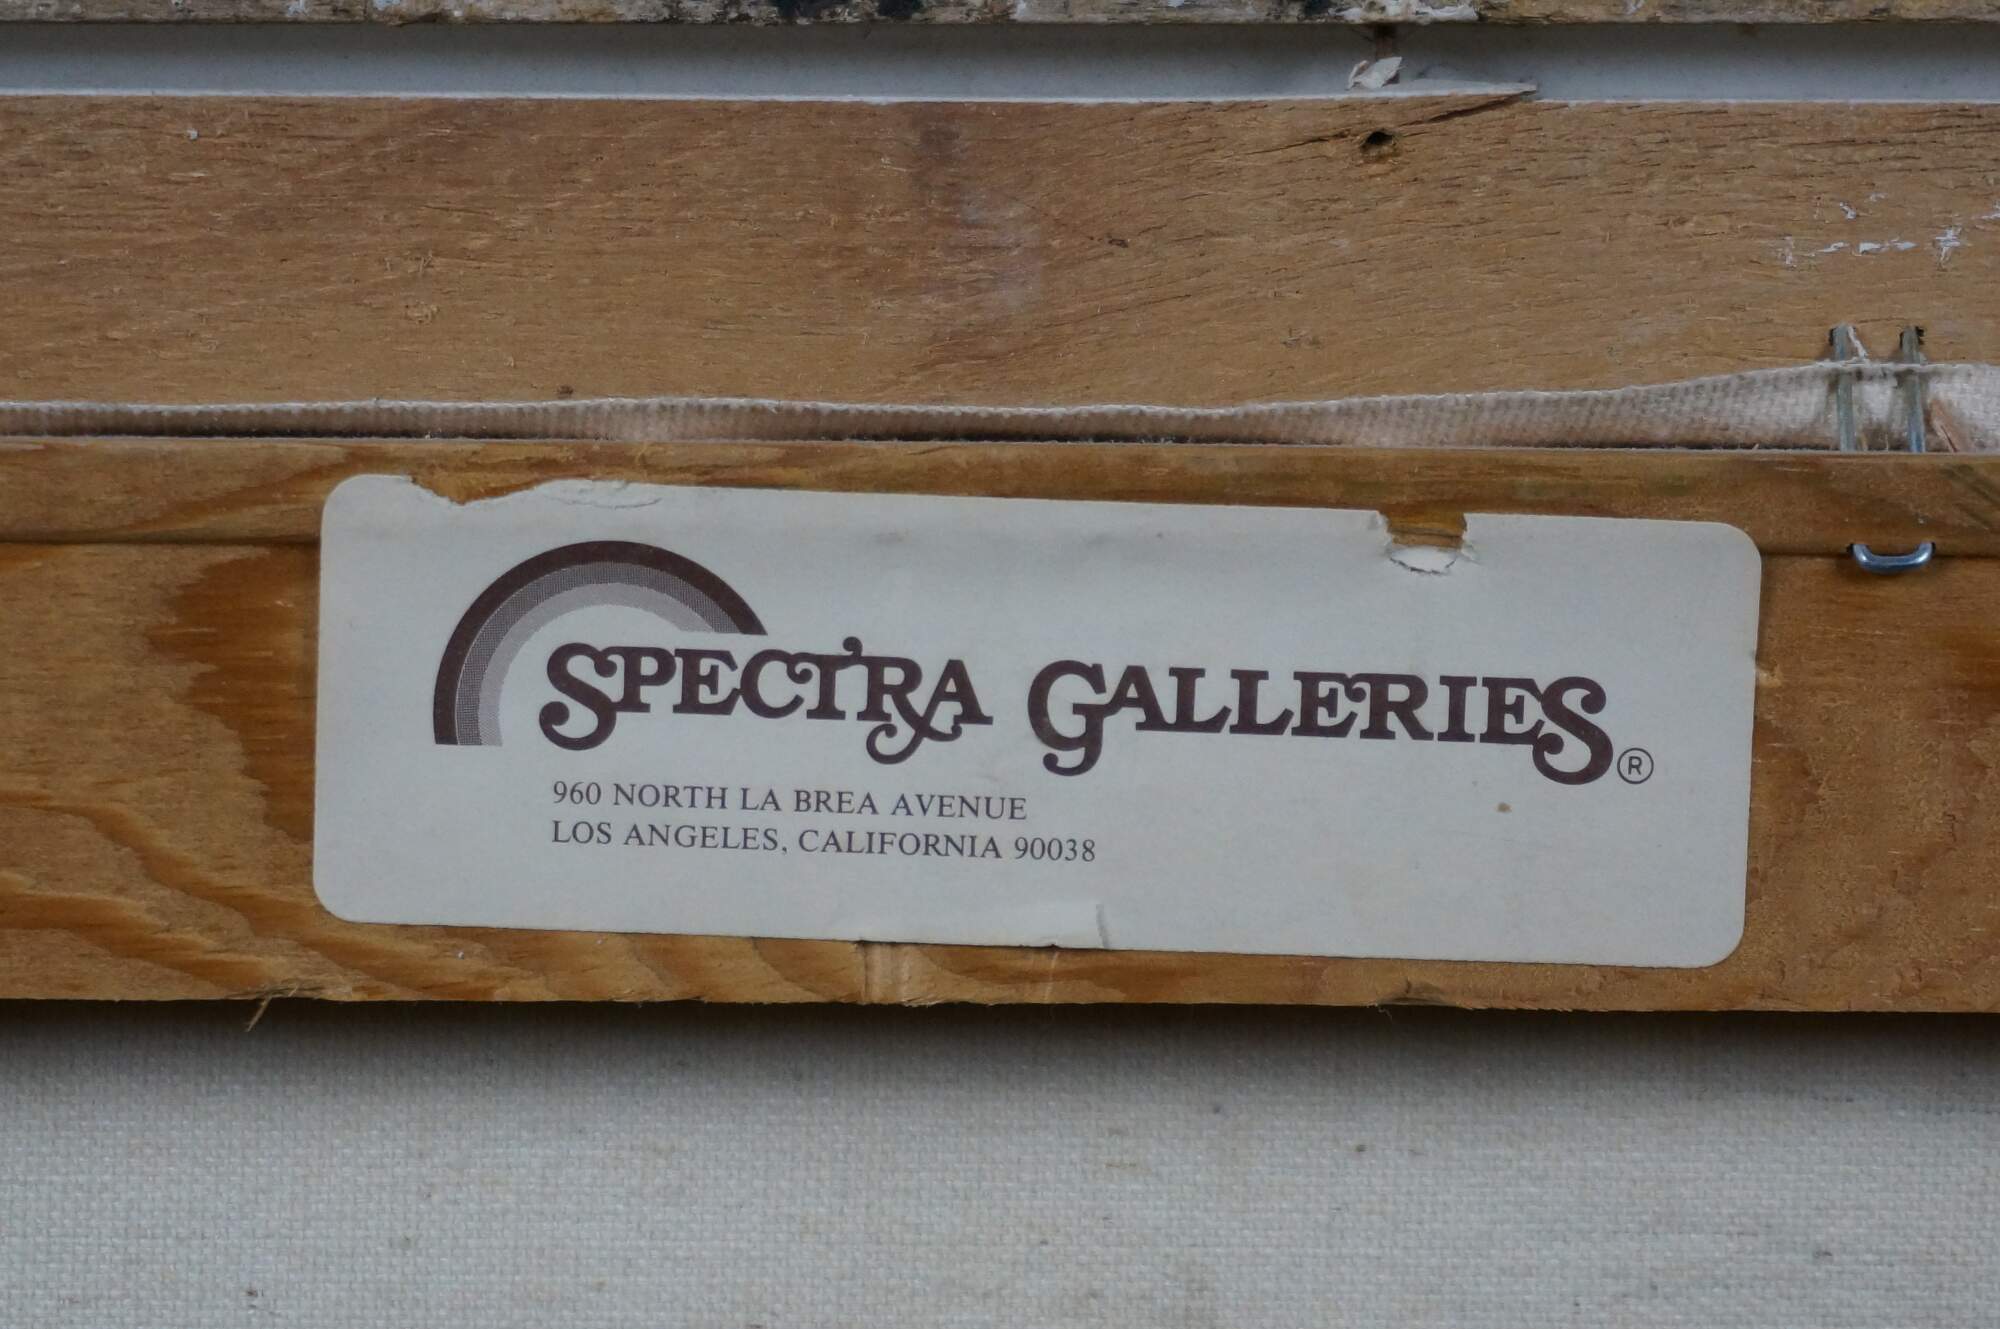 SPECTRA GALLERIES®
960 NORTH LA BREA AVENUE
LOS ANGELES, CALIFORNIA 90038